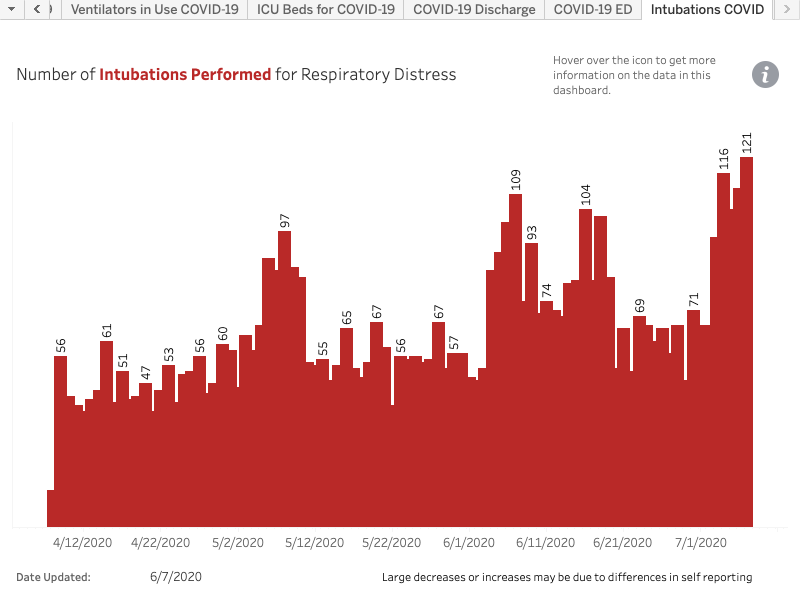 Ventilators in Use COVID-19 ICU Beds for COVID-19 COVID-19 Discharge COVID-19 ED Intubations COVID
Number of Intubations Performed for Respiratory Distress
Hover over the icon to get more
information on the data in this
dashboard.
i
56
61
51
47
53
56
60
97
55
65
67
56
67
57
109
93
74
104
69
71
116
121
4/12/2020 4/22/2020 5/2/2020 5/12/2020 5/22/2020 6/1/2020 6/11/2020 6/21/2020 7/1/2020
Date Updated: 6/7/2020 Large decreases or increases may be due to differences in self reporting